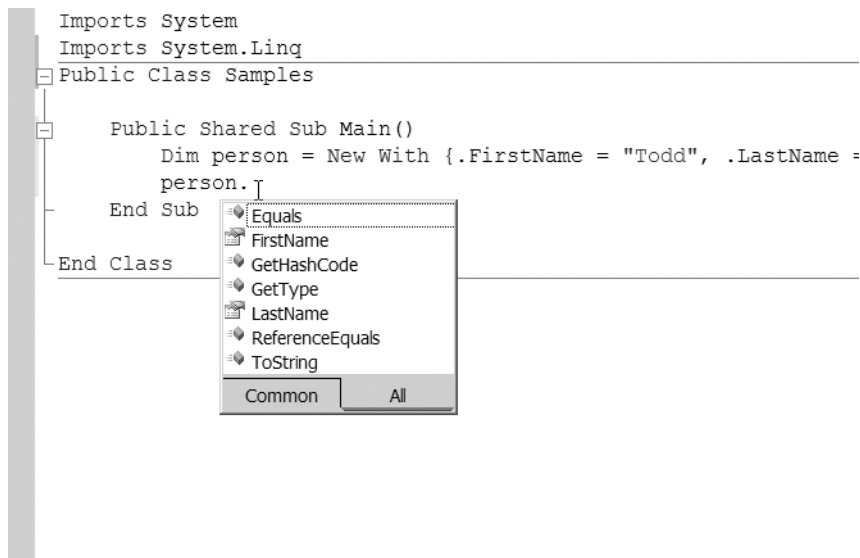 Imports System
Imports System.Linq
Public Class Samples
Public Shared Sub Main()
Dim person = New With {.FirstName = "Todd", .LastName =
person.
End Sub
End Class
Equals
FirstName
GetHashCode
GetType
LastName
ReferenceEquals
ToString
Common All